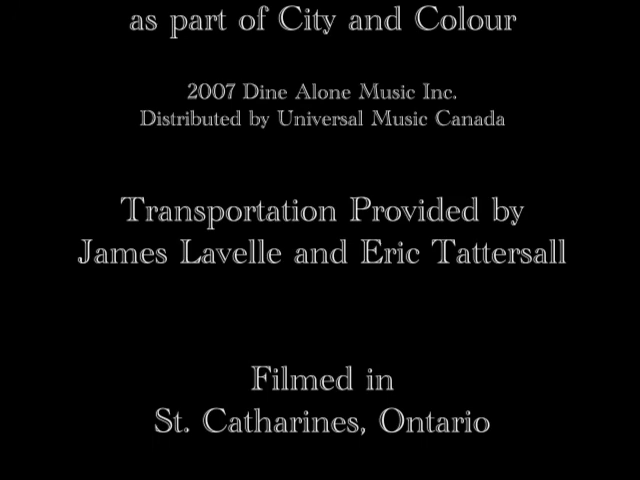 as part of City and Colour
2007 Dine Alone Music Inc.
Distributed by Universal Music Canada
Transportation Provided by
James Lavelle and Eric Tattersall
Filmed in
St. Catharines, Ontario